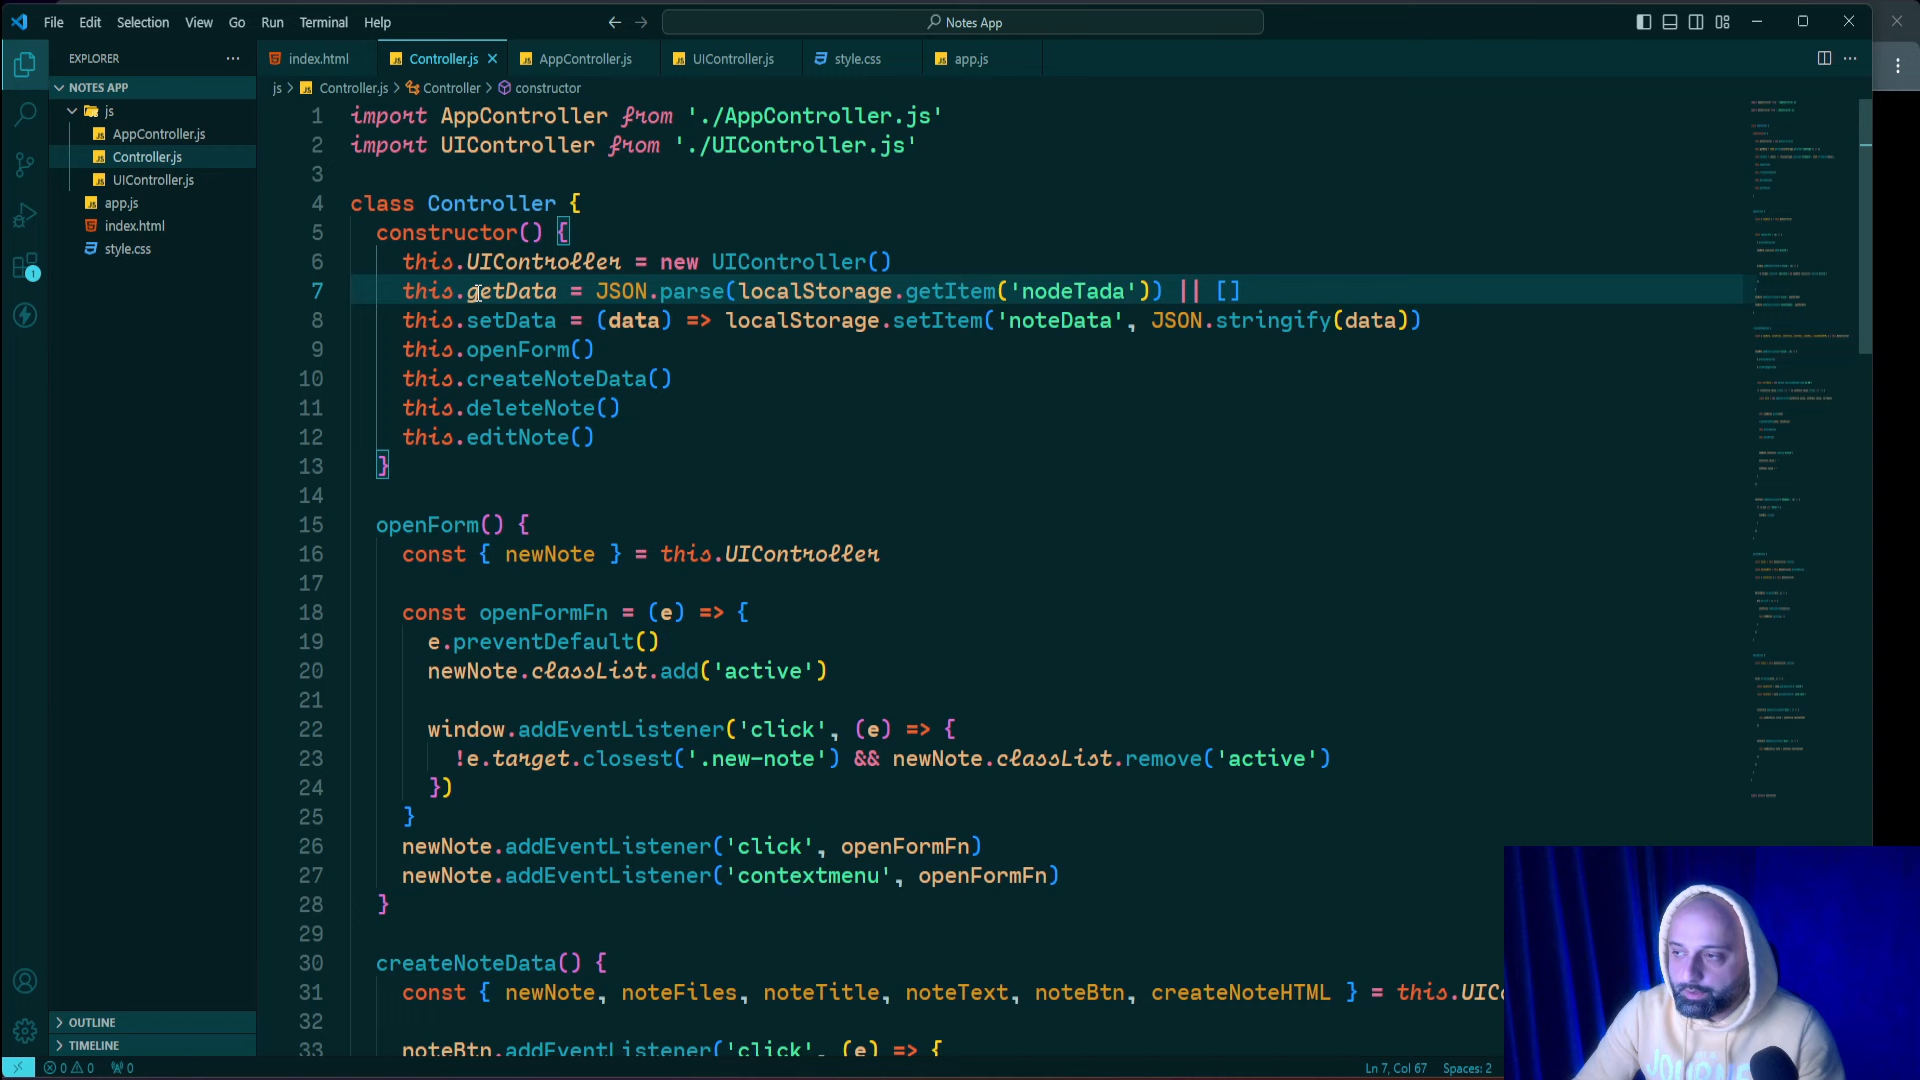 File Edit Selection View Go Run Terminal Help
Notes App
EXPLORER
index.html
Controller.js
AppController.js
UIController.js
style.css
app.js
NOTES APP
js
AppController.js
Controller.js
UIController.js
app.js
index.html
style.css
1
OUTLINE
TIMELINE
js > Controller.js > Controller > constructor
1 import AppController from './AppController.js'
2 import UIController from './UIController.js'
3
4 class Controller {
5 constructor() {
6 this.UIController = new UIController()
7 this.getData = JSON.parse(localStorage.getItem('nodeTada')) || []
8 this.setData = (data) => localStorage.setItem('noteData', JSON.stringify(data))
9 this.openForm()
10 this.createNoteData()
11 this.deleteNote()
12 this.editNote()
13 }
14
15 openForm() {
16 const { newNote } = this.UIController
17
18 const openFormFn = (e) => {
19 e.preventDefault()
20 newNote.classList.add('active')
21
22 window.addEventListener('click', (e) => {
23 !e.target.closest('.new-note') && newNote.classList.remove('active')
24 })
25 }
26 newNote.addEventListener('click', openFormFn)
27 newNote.addEventListener('contextmenu', openFormFn)
28 }
29
30 createNoteData() {
31 const { newNote, noteFiles, noteTitle, noteText, noteBtn, createNoteHTML } = this.UIC
32
33 noteBtn.addEventListener('click', (e) => {
0 0 0
Ln 7, Col 67 Spaces: 2